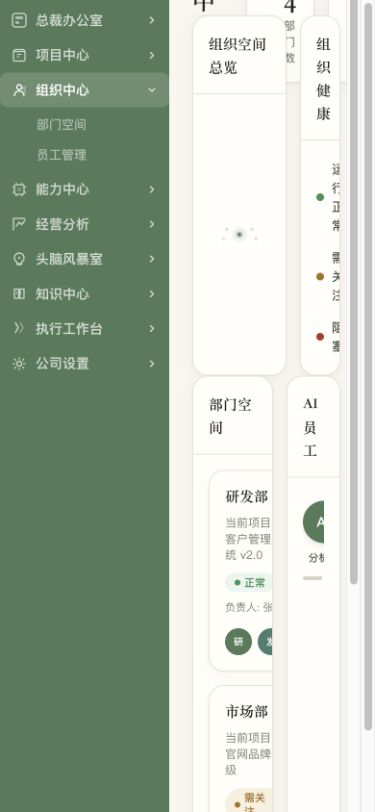 总裁办公室
项目中心
组织中心
部门空间
员工管理
能力中心
经营分析
头脑风暴室
知识中心
执行工作台
公司设置
4
部
门
数
组织空间
总览
组
织
健
康
运
行
正
常
需
关
注
阻
塞
部门空
间
AI
员
工
研发部
当前项目
客户管理
统 v2.0
正常
负责人: 张
研
发
A
分析
市场部
当前项目
官网品牌
级
需关
注